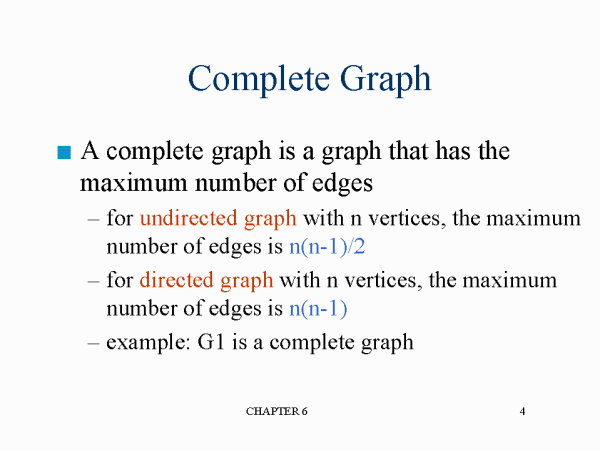 Complete Graph
A complete graph is a graph that has the
maximum number of edges
– for undirected graph with n vertices, the maximum
number of edges is n(n-1)/2
– for directed graph with n vertices, the maximum
number of edges is n(n-1)
– example: G1 is a complete graph
CHAPTER 6
4